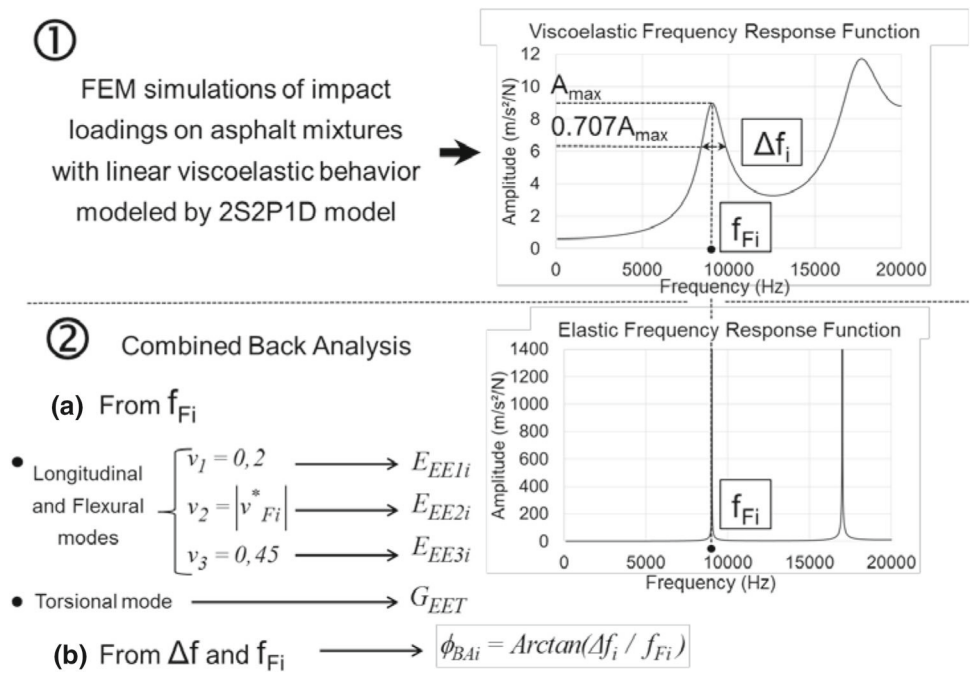 ①
FEM simulations of impact
loadings on asphalt mixtures
with linear viscoelastic behavior
modeled by 2S2P1D model
Viscoelastic Frequency Response Function
Amplitude (m/s²/N)
12
10
8
6
4
2
0
A_max
0.707A_max
Δf_i
f_Fi
0 5000 10000 15000 20000
Frequency (Hz)
② Combined Back Analysis
(a) From f_Fi
Longitudinal
and Flexural
modes
ν_1 = 0,2 E_EE1i
ν_2 = |ν*_Fi| E_EE2i
ν_3 = 0,45 E_EE3i
Torsional mode G_EET
(b) From Δf and f_Fi ϕ_BAi = Arctan(Δf_i / f_Fi)
Elastic Frequency Response Function
Amplitude (m/s²/N)
1400
1200
1000
800
600
400
200
0
f_Fi
0 5000 10000 15000 20000
Frequency (Hz)